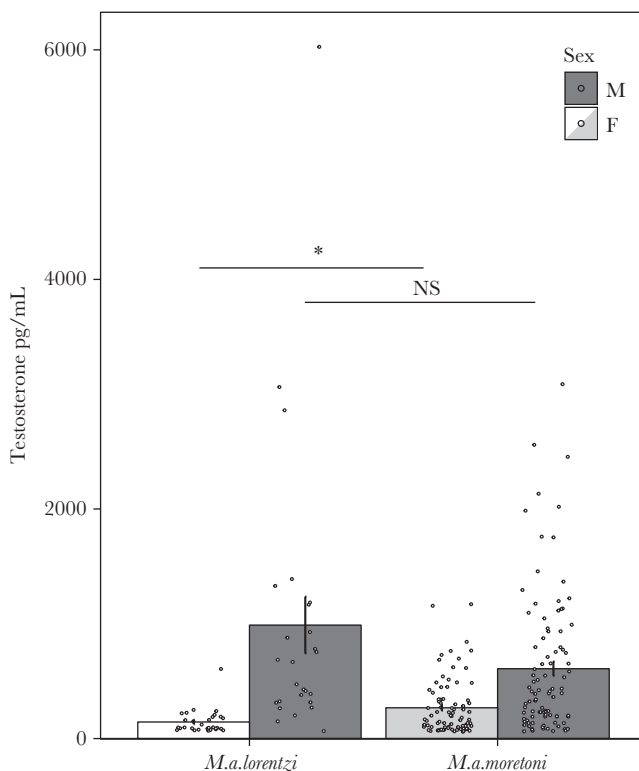 6000
Sex
M
F
*
4000
NS
Testosterone pg/mL
2000
0
M.a.lorentzi M.a.moretoni